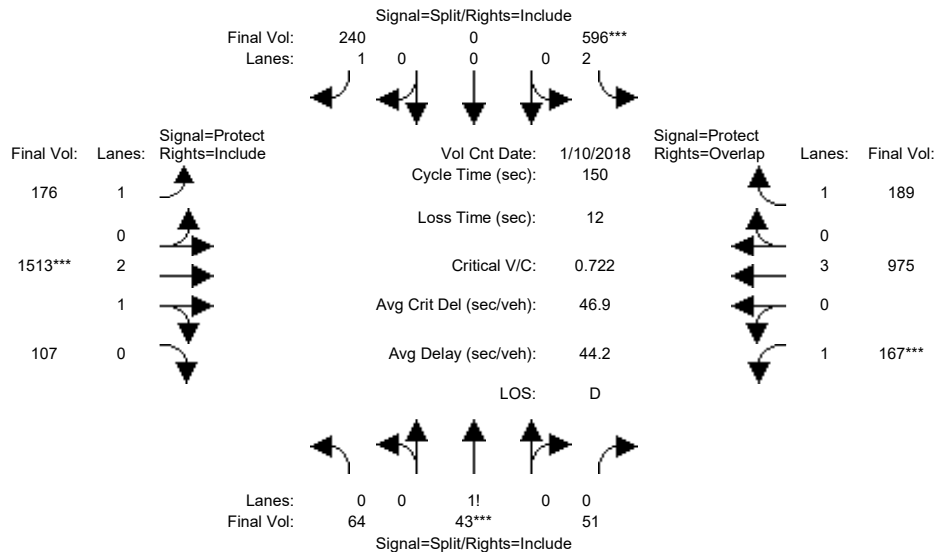 Signal=Split/Rights=Include
Final Vol: 240 0 596***
Lanes: 1 0 0 0 2
Signal=Protect Signal=Protect
Final Vol: Lanes: Rights=Include Vol Cnt Date: 1/10/2018 Rights=Overlap Lanes: Final Vol:
Cycle Time (sec): 150
176 1 1 189
Loss Time (sec): 12
0 0
1513*** 2 Critical V/C: 0.722 3 975
1 Avg Crit Del (sec/veh): 46.9 0
107 0 Avg Delay (sec/veh): 44.2 1 167***
LOS: D
Lanes: 0 0 1! 0 0
Final Vol: 64 43*** 51
Signal=Split/Rights=Include